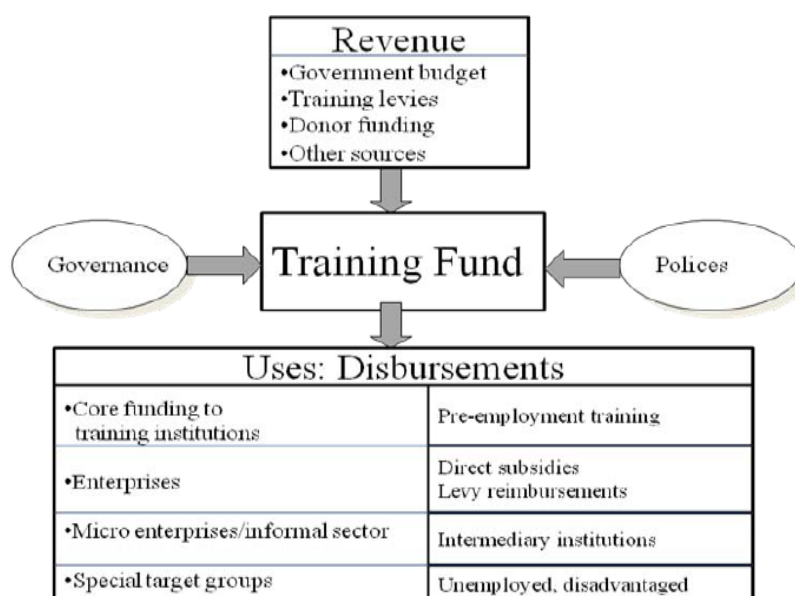 Revenue
•Government budget
•Training levies
•Donor funding
•Other sources
Governance
Training Fund
Polices
Uses: Disbursements
•Core funding to
training institutions
Pre-employment training
•Enterprises
Direct subsidies
Levy reimbursements
•Micro enterprises/informal sector
Intermediary institutions
•Special target groups
Unemployed, disadvantaged